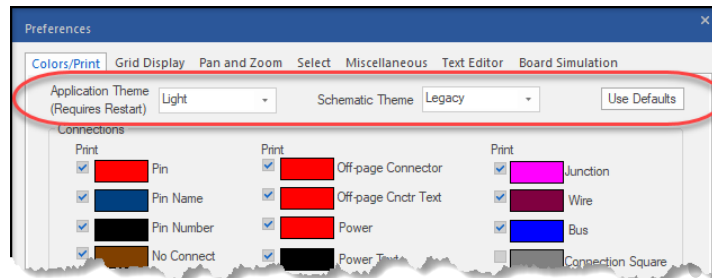 Preferences
Colors/Print Grid Display Pan and Zoom Select Miscellaneous Text Editor Board Simulation
Application Theme
(Requires Restart) Light Schematic Theme Legacy Use Defaults
Connections
Print Print Print
Pin Off-page Connector Junction
Pin Name Off-page Cnctr Text Wire
Pin Number Power Bus
No Connect Power Text Connection Square